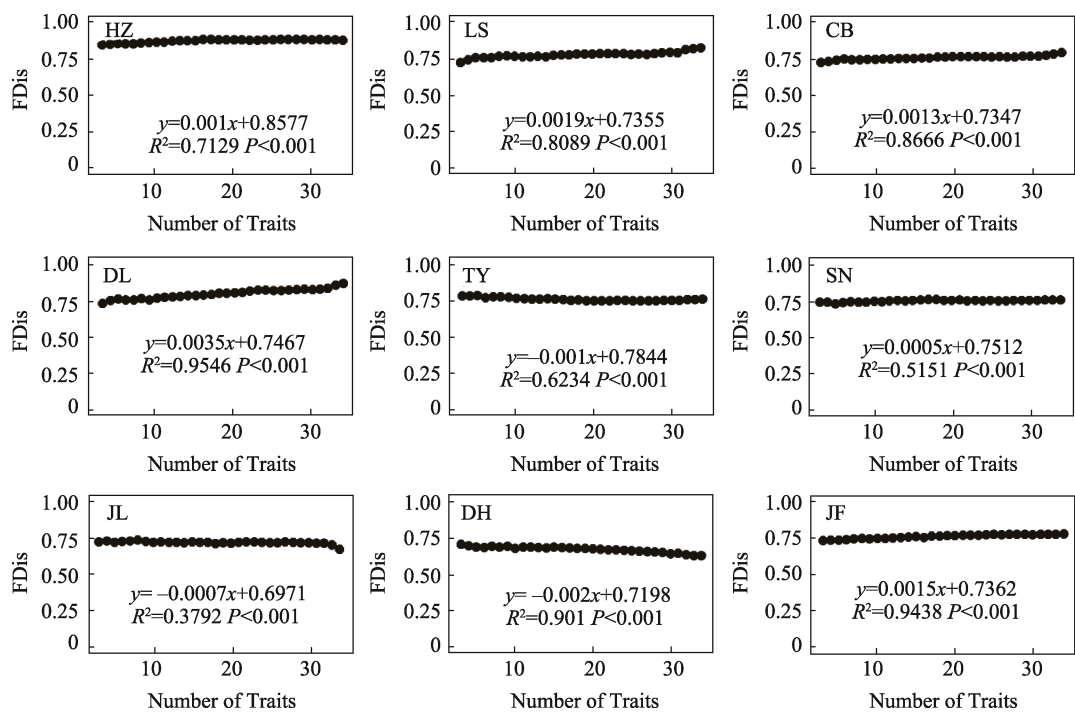 1.00
0.75
0.50
0.25
0
FDis
HZ
y=0.001x+0.8577
R²=0.7129 P<0.001
10 20 30
Number of Traits
1.00
0.75
0.50
0.25
0
FDis
LS
y=0.0019x+0.7355
R²=0.8089 P<0.001
10 20 30
Number of Traits
1.00
0.75
0.50
0.25
0
FDis
CB
y=0.0013x+0.7347
R²=0.8666 P<0.001
10 20 30
Number of Traits
1.00
0.75
0.50
0.25
0
FDis
DL
y=0.0035x+0.7467
R²=0.9546 P<0.001
10 20 30
Number of Traits
1.00
0.75
0.50
0.25
0
FDis
TY
y=–0.001x+0.7844
R²=0.6234 P<0.001
10 20 30
Number of Traits
1.00
0.75
0.50
0.25
0
FDis
SN
y=0.0005x+0.7512
R²=0.5151 P<0.001
10 20 30
Number of Traits
1.00
0.75
0.50
0.25
0
FDis
JL
y= –0.0007x+0.6971
R²=0.3792 P<0.001
10 20 30
Number of Traits
1.00
0.75
0.50
0.25
0
FDis
DH
y= –0.002x+0.7198
R²=0.901 P<0.001
10 20 30
Number of Traits
1.00
0.75
0.50
0.25
0
FDis
JF
y=0.0015x+0.7362
R²=0.9438 P<0.001
10 20 30
Number of Traits